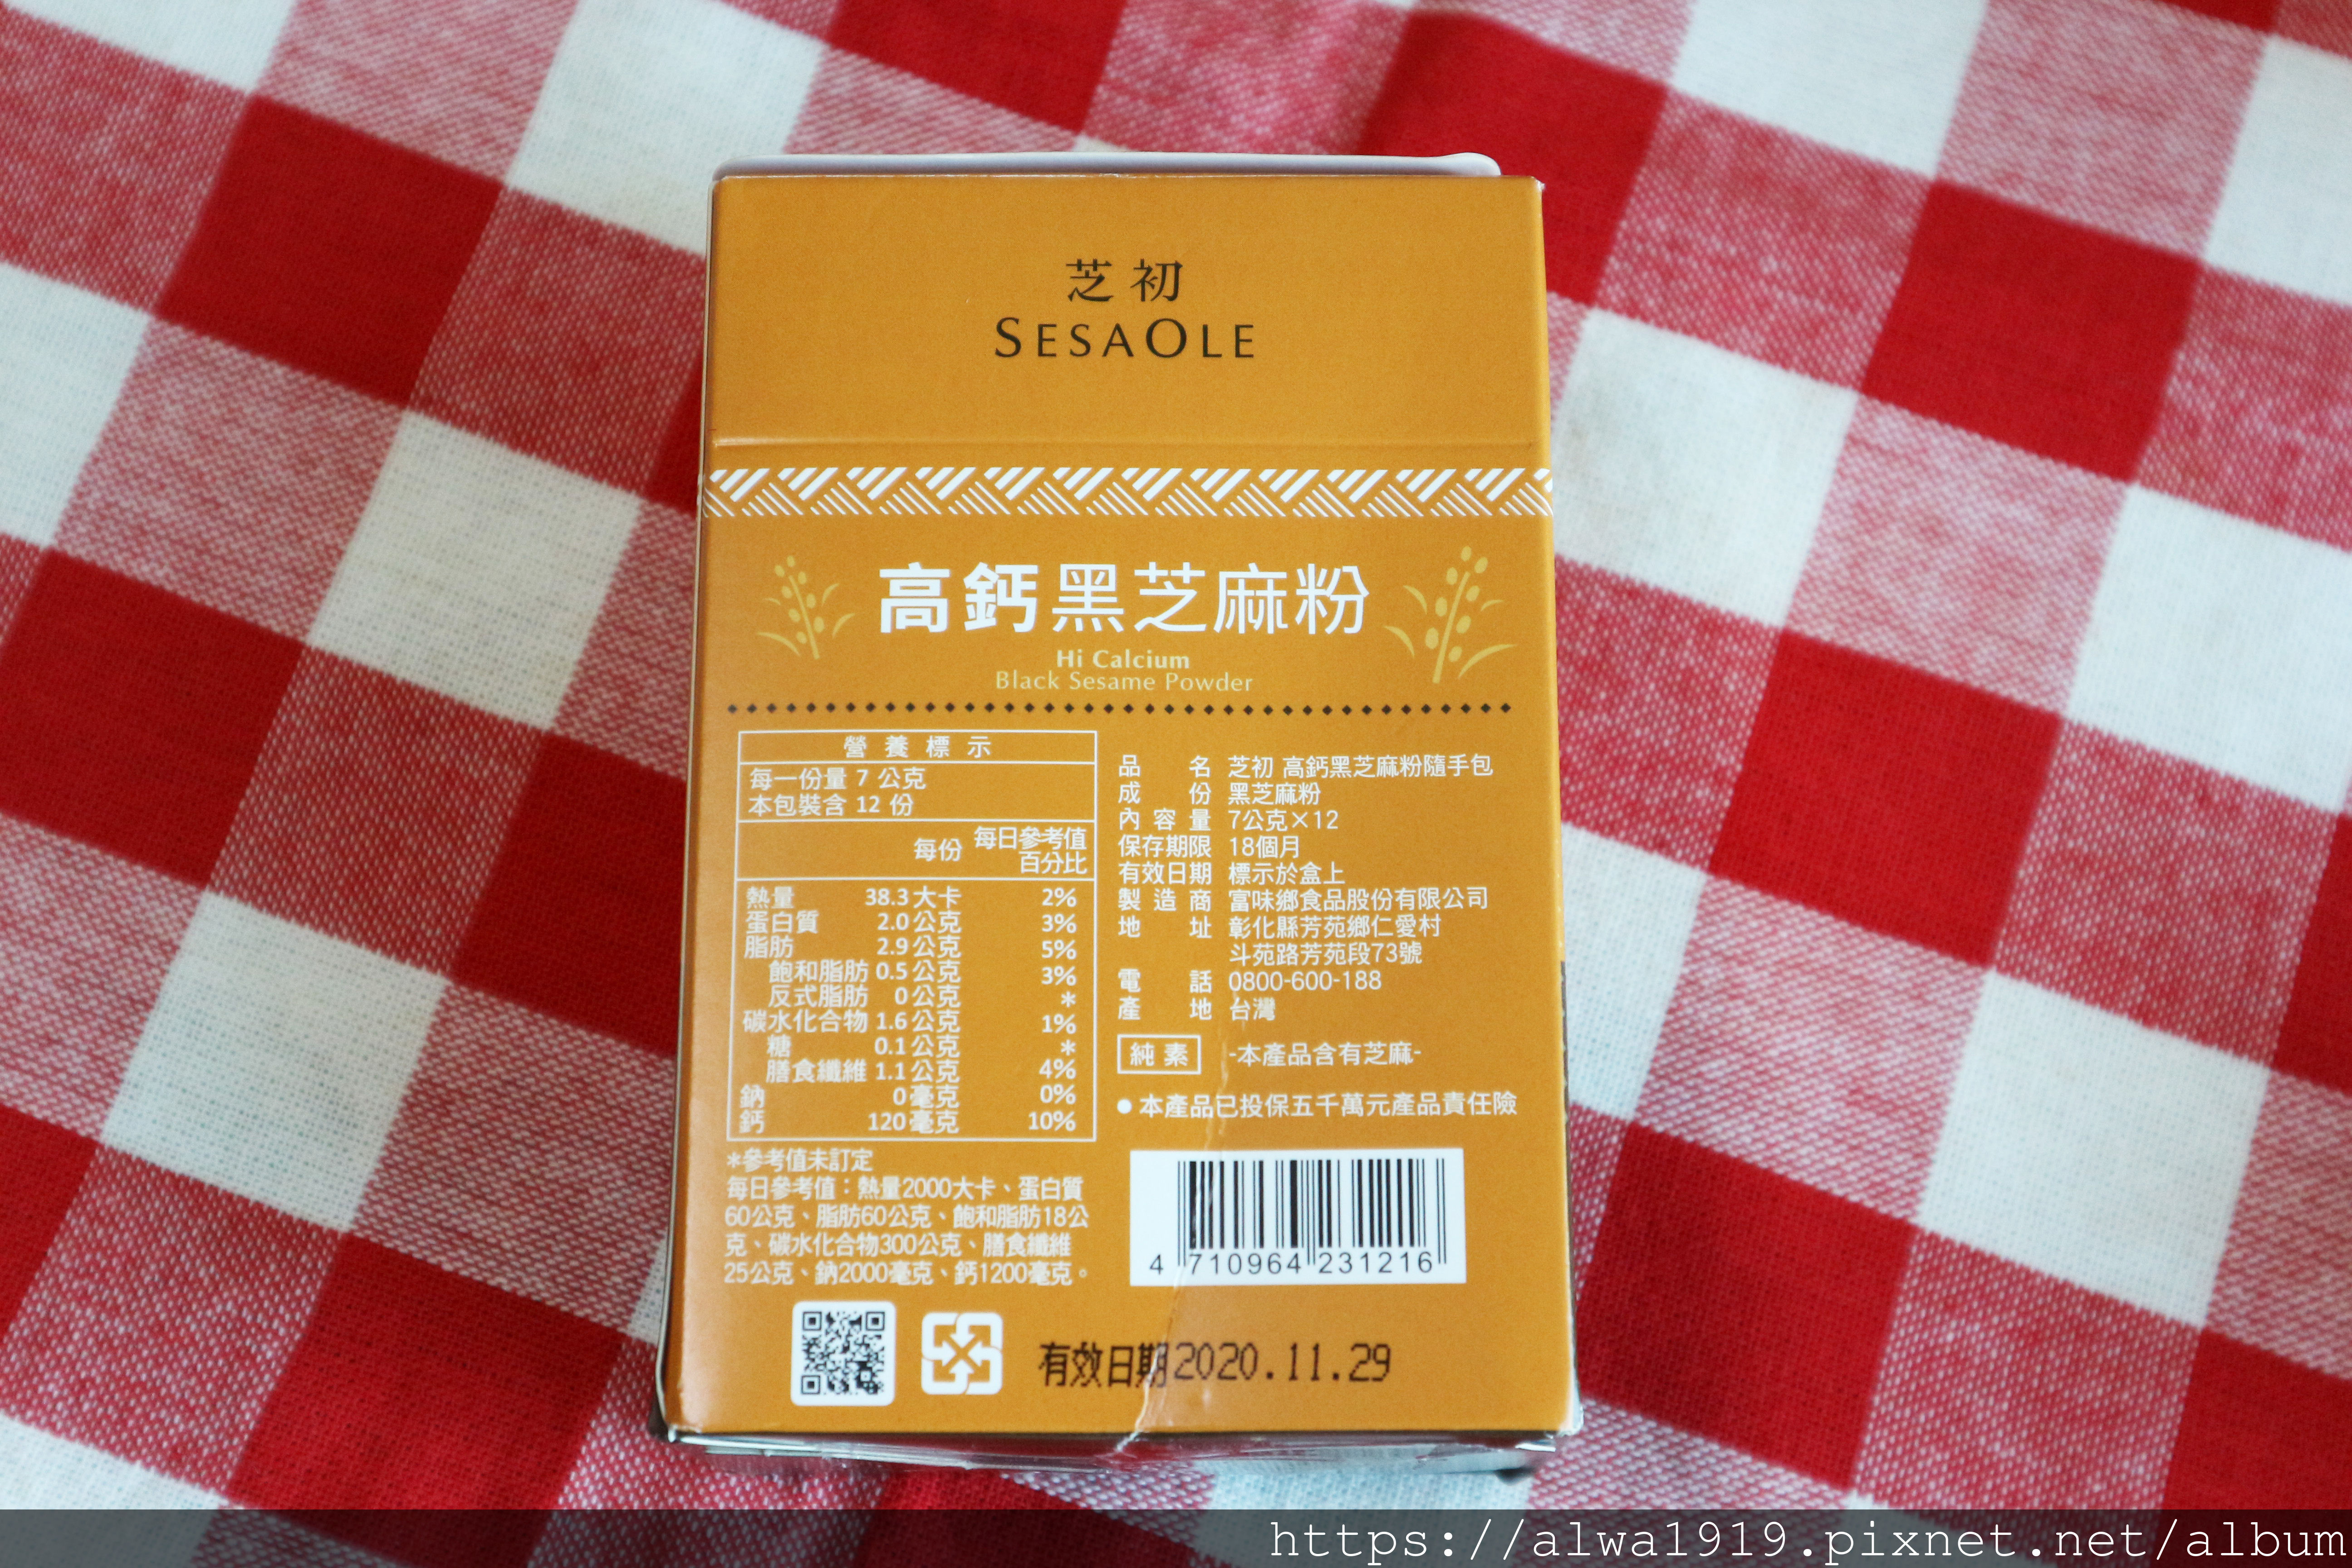 芝初
SESAOLE
高鈣黑芝麻粉
Hi Calcium
Black Sesame Powder
營養標示
每一份量 7 公克
本包裝含 12 份
每份 每日參考值百分比
熱量 38.3大卡 2%
蛋白質 2.0公克 3%
脂肪 2.9公克 5%
飽和脂肪 0.5公克 3%
反式脂肪 0公克 *
碳水化合物 1.6公克 1%
糖 0.1公克 *
膳食纖維 1.1公克 4%
鈉 0毫克 0%
鈣 120毫克 10%
*參考值未訂定
每日參考值：熱量2000大卡、蛋白質
60公克、脂肪60公克、飽和脂肪18公
克、碳水化合物300公克、膳食纖維
25公克、鈉2000毫克、鈣1200毫克。
品名 芝初 高鈣黑芝麻粉隨手包
成份 黑芝麻粉
內容量 7公克×12
保存期限 18個月
有效日期 標示於盒上
製造商 富味鄉食品股份有限公司
地址 彰化縣芳苑鄉仁愛村
斗苑路芳苑段73號
電話 0800-600-188
產地 台灣
純素 -本產品含有芝麻-
●本產品已投保五千萬元產品責任險
4 710964 231216
有效日期2020.11.29
https://alwa1919.pixnet.net/album